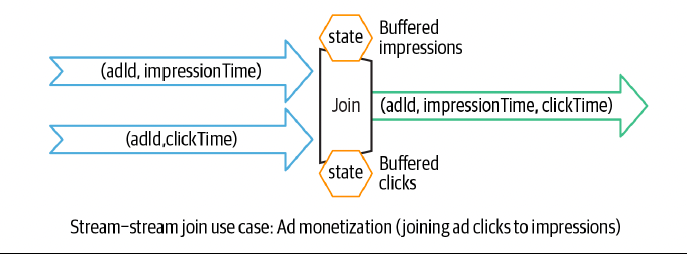 state
Buffered
impressions
(adId, impressionTime)
Join
(adId, impressionTime, clickTime)
(adId,clickTime)
state
Buffered
clicks
Stream–stream join use case: Ad monetization (joining ad clicks to impressions)